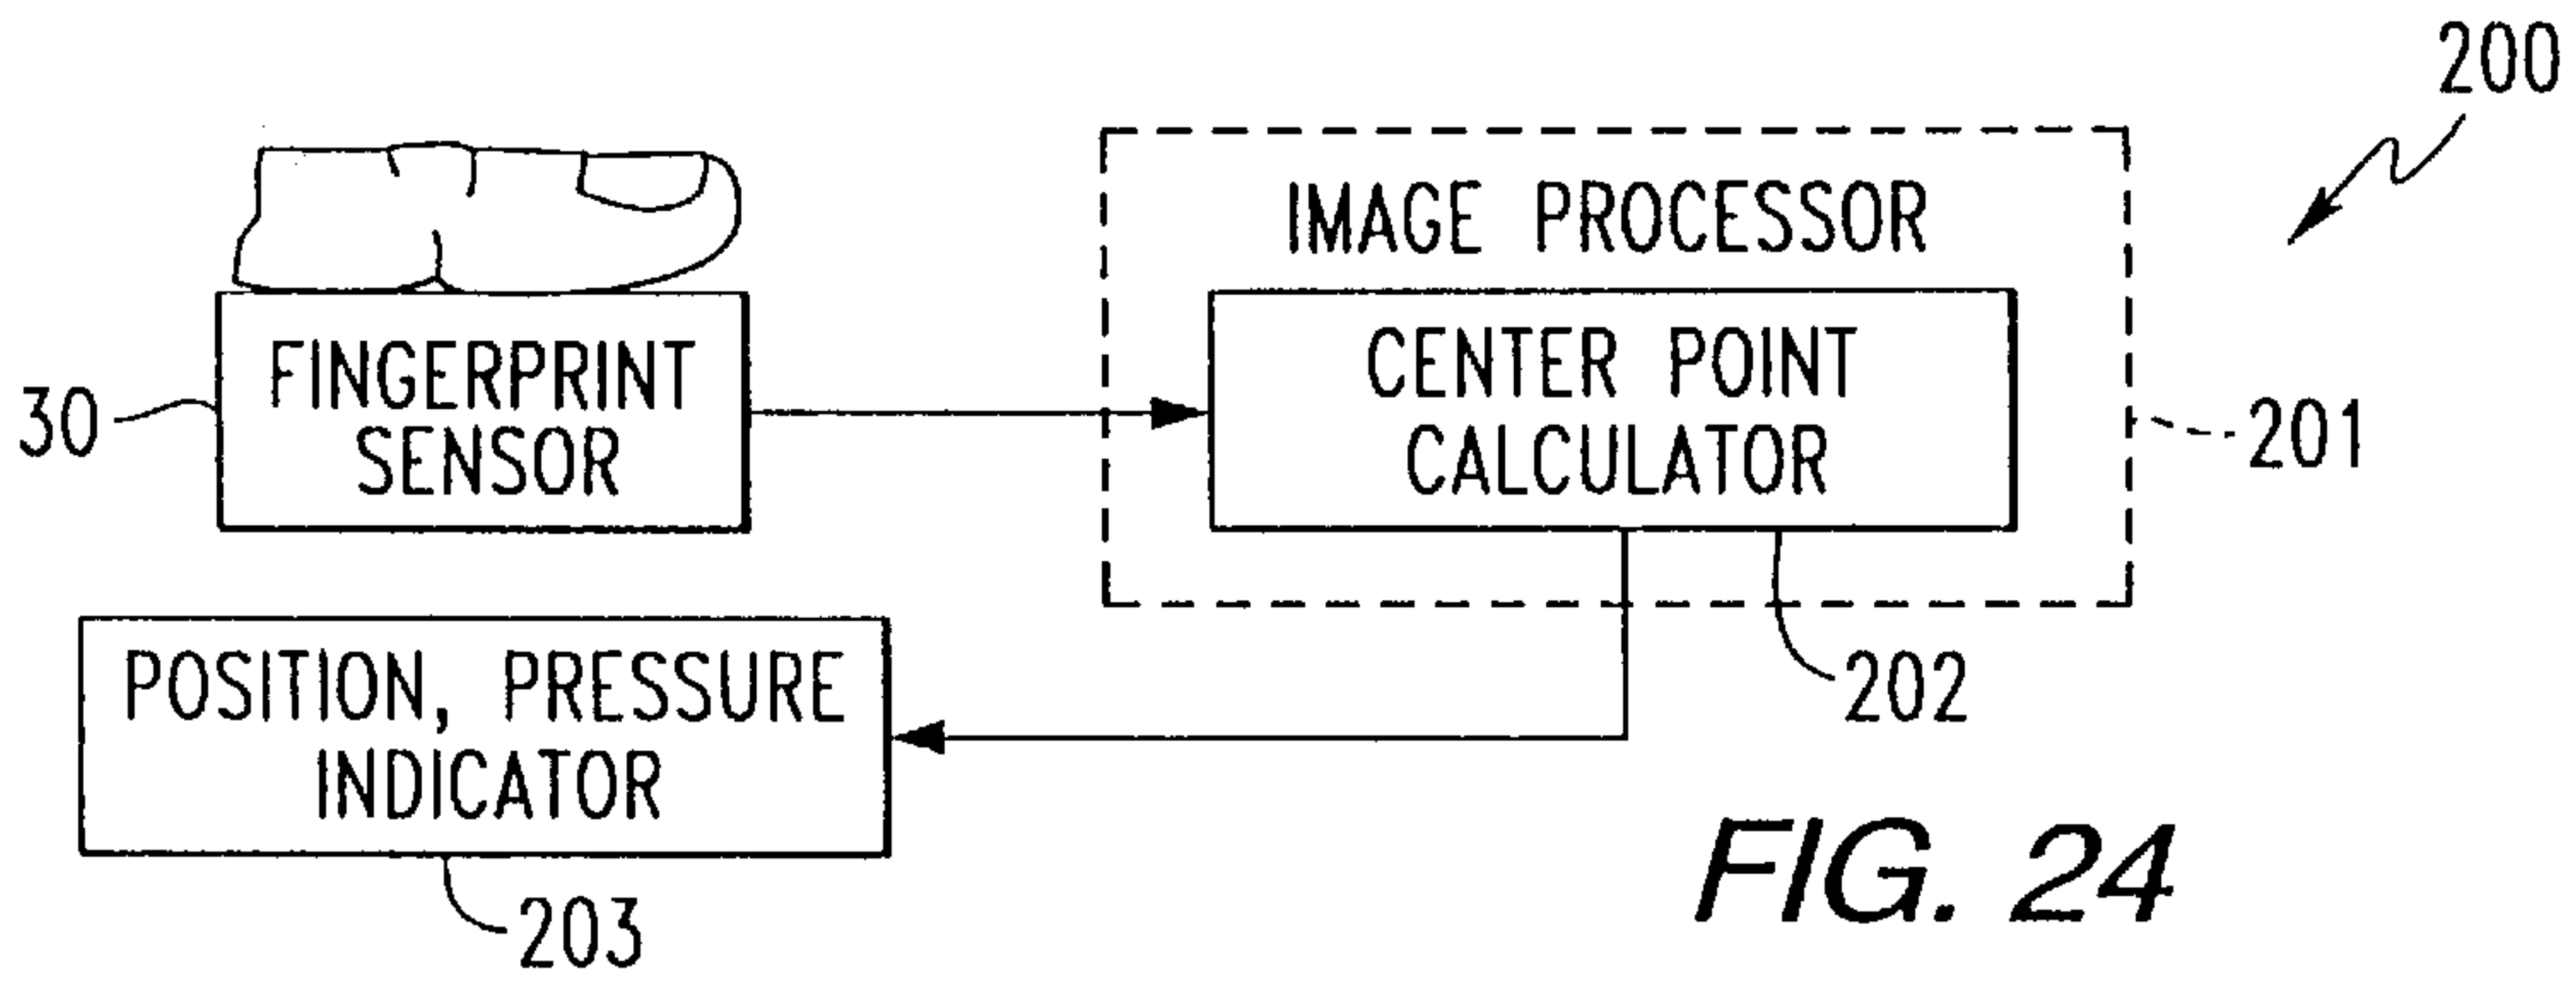 200
IMAGE PROCESSOR
FINGERPRINT
SENSOR
30
CENTER POINT
CALCULATOR
201
202
POSITION, PRESSURE
INDICATOR
203
FIG. 24